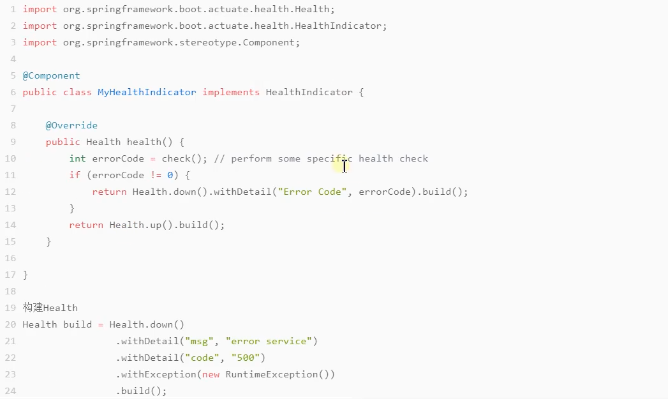 1 import org.springframework.boot.actuate.health.Health;
2 import org.springframework.boot.actuate.health.HealthIndicator;
3 import org.springframework.stereotype.Component;
4
5 @Component
6 public class MyHealthIndicator implements HealthIndicator {
7
8     @Override
9     public Health health() {
10         int errorCode = check(); // perform some specific health check
11         if (errorCode != 0) {
12             return Health.down().withDetail("Error Code", errorCode).build();
13         }
14         return Health.up().build();
15     }
16
17 }
18
19 构建Health
20 Health build = Health.down()
21                 .withDetail("msg", "error service")
22                 .withDetail("code", "500")
23                 .withException(new RuntimeException())
24                 .build();